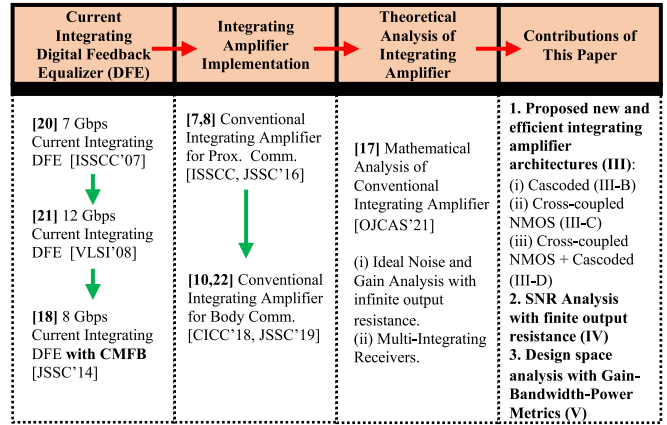 Current
Integrating
Digital Feedback
Equalizer (DFE)
Integrating
Amplifier
Implementation
Theoretical
Analysis of
Integrating
Amplifier
Contributions of
This Paper
[20] 7 Gbps
Current Integrating
DFE [ISSCC’07]
[21] 12 Gbps
Current Integrating
DFE [VLSI’08]
[18] 8 Gbps
Current Integrating
DFE with CMFB
[JSSC’14]
[7,8] Conventional
Integrating Amplifier
for Prox. Comm.
[ISSCC, JSSC’16]
[10,22] Conventional
Integrating Amplifier
for Body Comm.
[CICC’18, JSSC’19]
[17] Mathematical
Analysis of
Conventional
Integrating Amplifier
[OJCAS’21]
(i) Ideal Noise and
Gain Analysis with
infinite output
resistance.
(ii) Multi-Integrating
Receivers.
1. Proposed new and
efficient integrating
amplifier
architectures (III):
(i) Cascoded (III-B)
(ii) Cross-coupled
NMOS (III-C)
(iii) Cross-coupled
NMOS + Cascoded
(III-D)
2. SNR Analysis
with finite output
resistance (IV)
3. Design space
analysis with Gain-
Bandwidth-Power
Metrics (V)